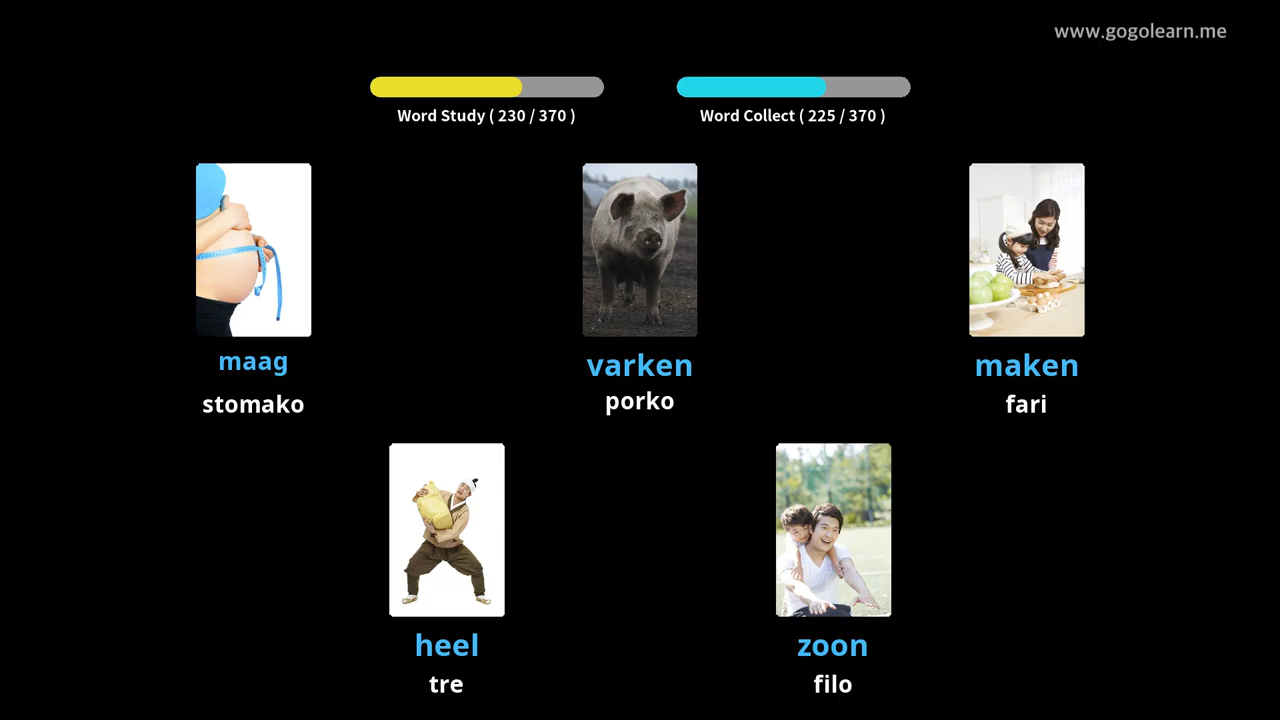 www.gogolearn.me
Word Study ( 230 / 370 )
Word Collect ( 225 / 370 )
maag
stomako
varken
porko
maken
fari
heel
tre
zoon
filo